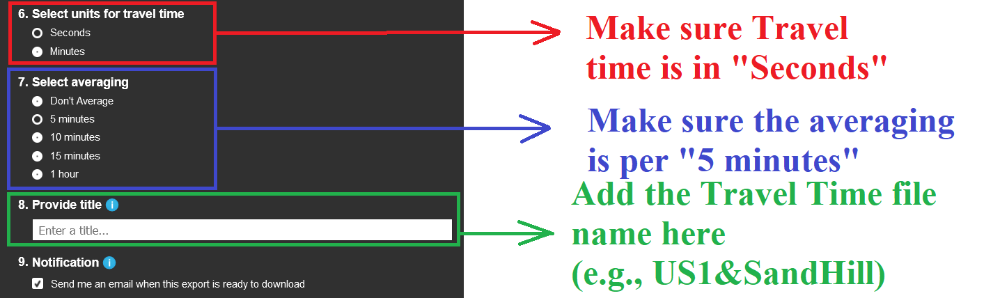 6. Select units for travel time
Seconds
Minutes
Make sure Travel
time is in "Seconds"
7. Select averaging
Don't Average
5 minutes
10 minutes
15 minutes
1 hour
Make sure the averaging
is per "5 minutes"
8. Provide title i
Enter a title...
Add the Travel Time file
name here
(e.g., US1&SandHill)
9. Notification i
Send me an email when this export is ready to download